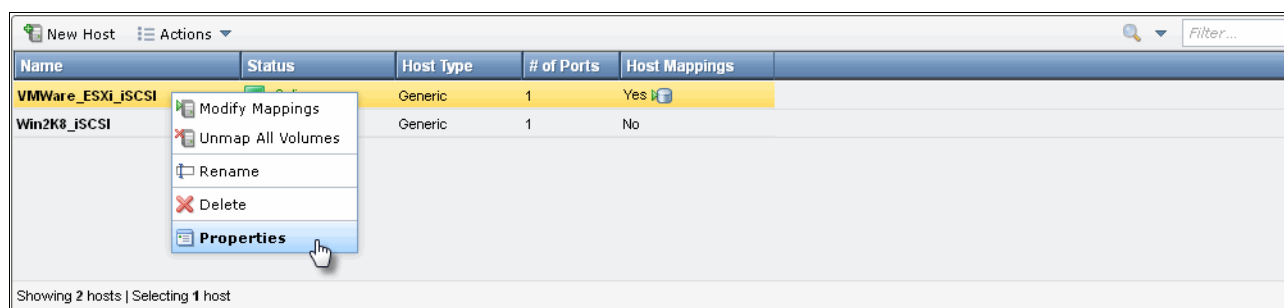 New Host Actions Filter...
Name Status Host Type # of Ports Host Mappings
VMWare_ESXi_iSCSI Generic 1 Yes
Modify Mappings
Win2K8_iSCSI Generic 1 No
Unmap All Volumes
Rename
Delete
Properties
Showing 2 hosts | Selecting 1 host